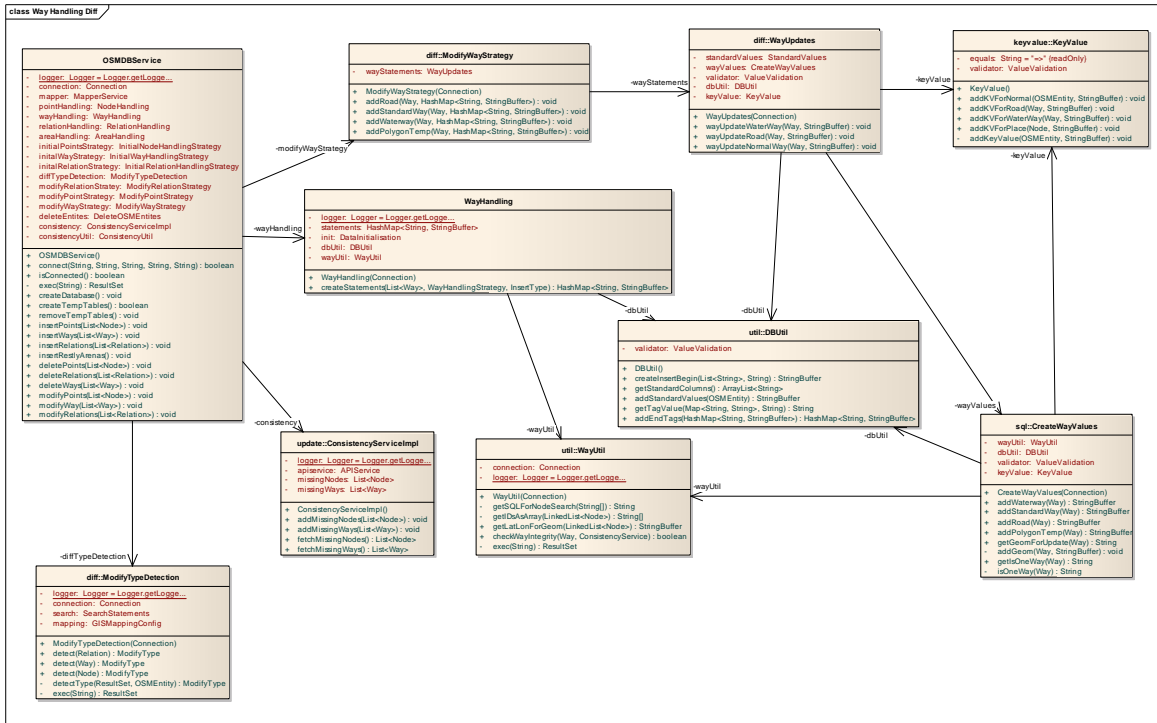 class Way Handling Diff
OSMDBService
- logger: Logger = Logger.getLogge...
- connection: Connection
- mapper: MapperService
- pointHandling: NodeHandling
- wayHandling: WayHandling
- relationHandling: RelationHandling
- areaHandling: AreaHandling
- initialPointsStrategy: InitialNodeHandlingStrategy
- initalWayStrategy: InitialWayHandlingStrategy
- initalRelationStrategy: InitialRelationHandlingStrategy
- diffTypeDetection: ModifyTypeDetection
- modifyRelationStratey: ModifyRelationStrategy
- modifyPointStrategy: ModifyPointStrategy
- modifyWayStrategy: ModifyWayStrategy
- deleteEntites: DeleteOSMEntites
- consistency: ConsistencyServiceImpl
- consistencyUtil: ConsistencyUtil
+ OSMDBService()
+ connect(String, String, String, String, String) : boolean
+ isConnected() : boolean
- exec(String) : ResultSet
+ createDatabase() : void
+ createTempTables() : boolean
+ removeTempTables() : void
+ insertPoints(List<Node>) : void
+ insertWays(List<Way>) : void
+ insertRelations(List<Relation>) : void
+ insertRestlyArenas() : void
+ deletePoints(List<Node>) : void
+ deleteRelations(List<Relation>) : void
+ deleteWays(List<Way>) : void
+ modifyPoints(List<Node>) : void
+ modifyWay(List<Way>) : void
+ modifyRelations(List<Relation>) : void
diff::ModifyWayStrategy
- wayStatements: WayUpdates
+ ModifyWayStrategy(Connection)
+ addRoad(Way, HashMap<String, StringBuffer>) : void
+ addStandardWay(Way, HashMap<String, StringBuffer>) : void
+ addWaterway(Way, HashMap<String, StringBuffer>) : void
+ addPolygonTemp(Way, HashMap<String, StringBuffer>) : void
-modifyWayStrategy
-wayStatements
diff::WayUpdates
- standardValues: StandardValues
- wayValues: CreateWayValues
- validator: ValueValidation
- dbUtil: DBUtil
- keyValue: KeyValue
+ WayUpdates(Connection)
+ wayUpdateWaterWay(Way, StringBuffer) : void
+ wayUpdateRoad(Way, StringBuffer) : void
+ wayUpdateNormalWay(Way, StringBuffer) : void
-keyValue
keyvalue::KeyValue
- equals: String = "=>" {readOnly}
- validator: ValueValidation
+ KeyValue()
+ addKVForNormal(OSMEntity, StringBuffer) : void
+ addKVForRoad(Way, StringBuffer) : void
+ addKVForWaterWay(Way, StringBuffer) : void
+ addKVForPlace(Node, StringBuffer) : void
- addKeyValue(OSMEntity, StringBuffer) : void
-keyValue
WayHandling
- logger: Logger = Logger.getLogge...
- statements: HashMap<String, StringBuffer>
- init: DataInitialisation
- dbUtil: DBUtil
- wayUtil: WayUtil
+ WayHandling(Connection)
+ createStatements(List<Way>, WayHandlingStrategy, InsertType) : HashMap<String, StringBuffer>
-wayHandling
-dbUtil
-dbUtil
util::DBUtil
- validator: ValueValidation
+ DBUtil()
+ createInsertBegin(List<String>, String) : StringBuffer
+ getStandardColumns() : ArrayList<String>
+ addStandardValues(OSMEntity) : StringBuffer
+ getTagValue(Map<String, String>, String) : String
+ addEndTags(HashMap<String, StringBuffer>) : HashMap<String, StringBuffer>
-consistency
-wayUtil
-dbUtil
-wayValues
update::ConsistencyServiceImpl
- logger: Logger = Logger.getLogge...
- apiservice: APIService
- missingNodes: List<Node>
- missingWays: List<Way>
+ ConsistencyServiceImpl()
+ addMissingNodes(List<Node>) : void
+ addMissingWays(List<Way>) : void
+ fetchMissingNodes() : List<Node>
+ fetchMissingWays() : List<Way>
util::WayUtil
- connection: Connection
- logger: Logger = Logger.getLogge...
+ WayUtil(Connection)
- getSQLForNodeSearch(String[]) : String
+ getIDsAsArray(LinkedList<Node>) : String[]
+ getLatLonForGeom(LinkedList<Node>) : StringBuffer
+ checkWayIntegrity(Way, ConsistencyService) : boolean
- exec(String) : ResultSet
-wayUtil
sql::CreateWayValues
- wayUtil: WayUtil
- dbUtil: DBUtil
- validator: ValueValidation
- keyValue: KeyValue
+ CreateWayValues(Connection)
+ addWaterway(Way) : StringBuffer
+ addStandardWay(Way) : StringBuffer
+ addRoad(Way) : StringBuffer
+ addPolygonTemp(Way) : StringBuffer
+ getGeomForUpdate(Way) : String
- addGeom(Way, StringBuffer) : void
+ getIsOneWay(Way) : String
- isOneWay(Way) : String
-diffTypeDetection
diff::ModifyTypeDetection
- logger: Logger = Logger.getLogge...
- connection: Connection
- search: SearchStatements
- mapping: GISMappingConfig
+ ModifyTypeDetection(Connection)
+ detect(Relation) : ModifyType
+ detect(Way) : ModifyType
+ detect(Node) : ModifyType
- detectType(ResultSet, OSMEntity) : ModifyType
- exec(String) : ResultSet